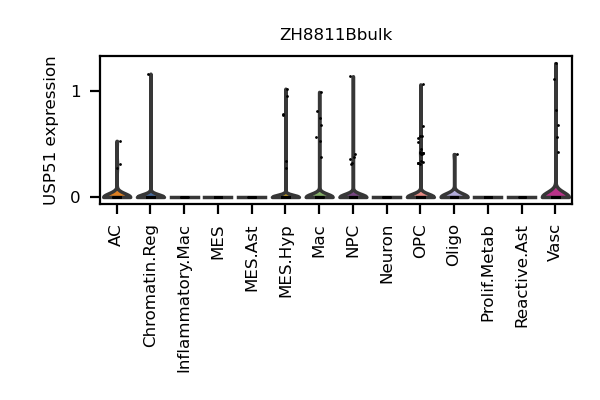 ZH8811Bbulk
USP51 expression
1
0
AC
Chromatin.Reg
Inflammatory.Mac
MES
MES.Ast
MES.Hyp
Mac
NPC
Neuron
OPC
Oligo
Prolif.Metab
Reactive.Ast
Vasc